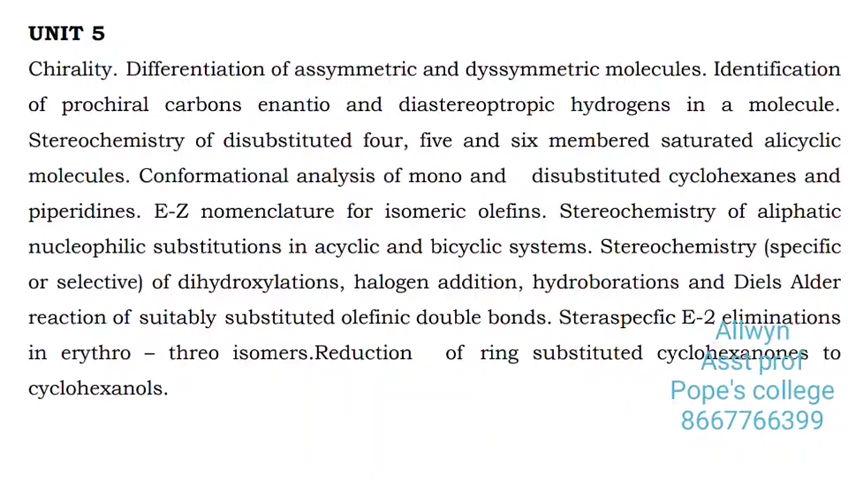 UNIT 5
Chirality. Differentiation of assymmetric and dyssymmetric molecules. Identification
of prochiral carbons enantio and diastereoptropic hydrogens in a molecule.
Stereochemistry of disubstituted four, five and six membered saturated alicyclic
molecules. Conformational analysis of mono and disubstituted cyclohexanes and
piperidines. E-Z nomenclature for isomeric olefins. Stereochemistry of aliphatic
nucleophilic substitutions in acyclic and bicyclic systems. Stereochemistry (specific
or selective) of dihydroxylations, halogen addition, hydroborations and Diels Alder
reaction of suitably substituted olefinic double bonds. Steraspecfic E-2 eliminations
in erythro – threo isomers.Reduction of ring substituted cyclohexanones to
cyclohexanols.
Allwyn
Asst prof
Pope's college
8667766399